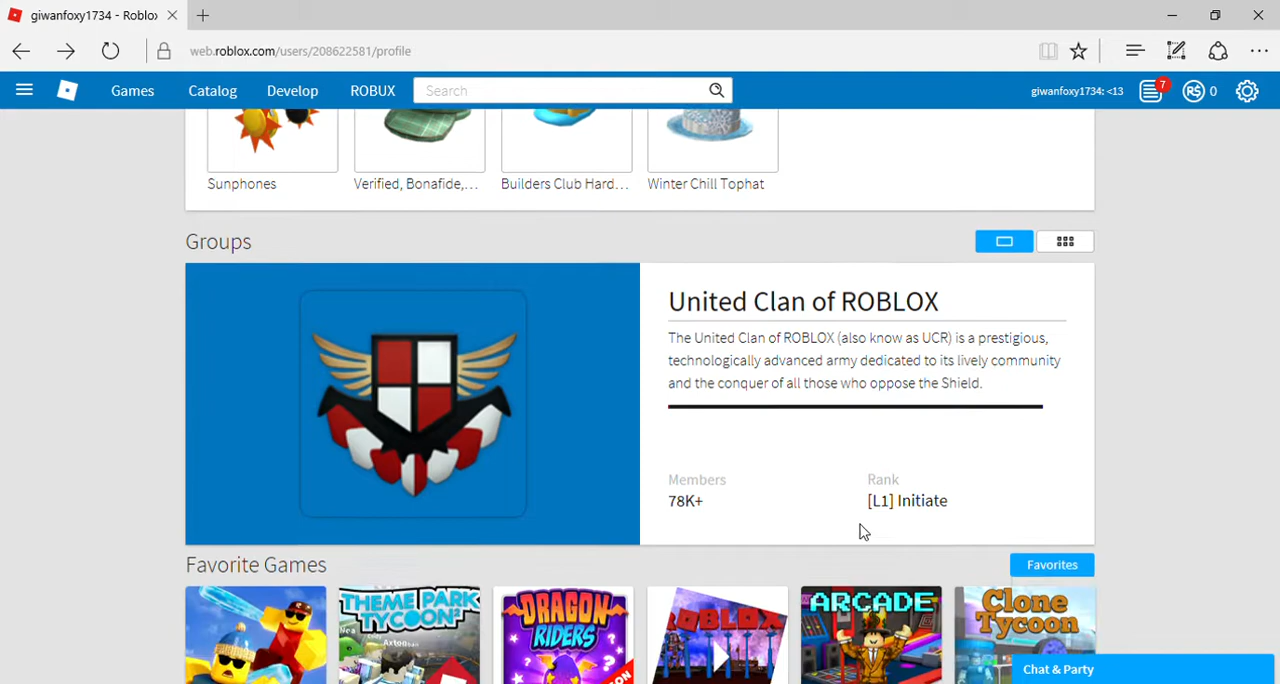 giwanfoxy1734 - Roblox
web.roblox.com/users/208622581/profile
Games Catalog Develop ROBUX Search giwanfoxy1734: <13 7 R$ 0
Sunphones Verified, Bonafide,... Builders Club Hard... Winter Chill Tophat
Groups
United Clan of ROBLOX
The United Clan of ROBLOX (also know as UCR) is a prestigious,
technologically advanced army dedicated to its lively community
and the conquer of all those who oppose the Shield.
Members Rank
78K+ [L1] Initiate
Favorite Games Favorites
THEME PARK
TYCOON 2
DRAGON
RIDERS
ROBLOX
ARCADE
Clone
Tycoon
Chat & Party